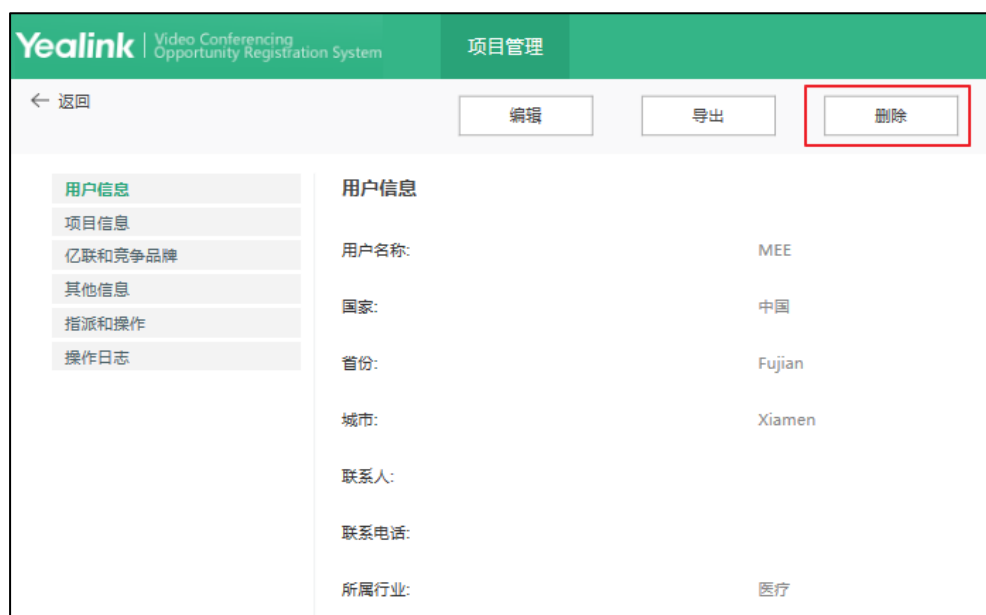 Yealink Video Conferencing
Opportunity Registration System
项目管理
返回
编辑
导出
删除
用户信息
项目信息
亿联和竞争品牌
其他信息
指派和操作
操作日志
用户信息
用户名称: MEE
国家: 中国
省份: Fujian
城市: Xiamen
联系人:
联系电话:
所属行业: 医疗